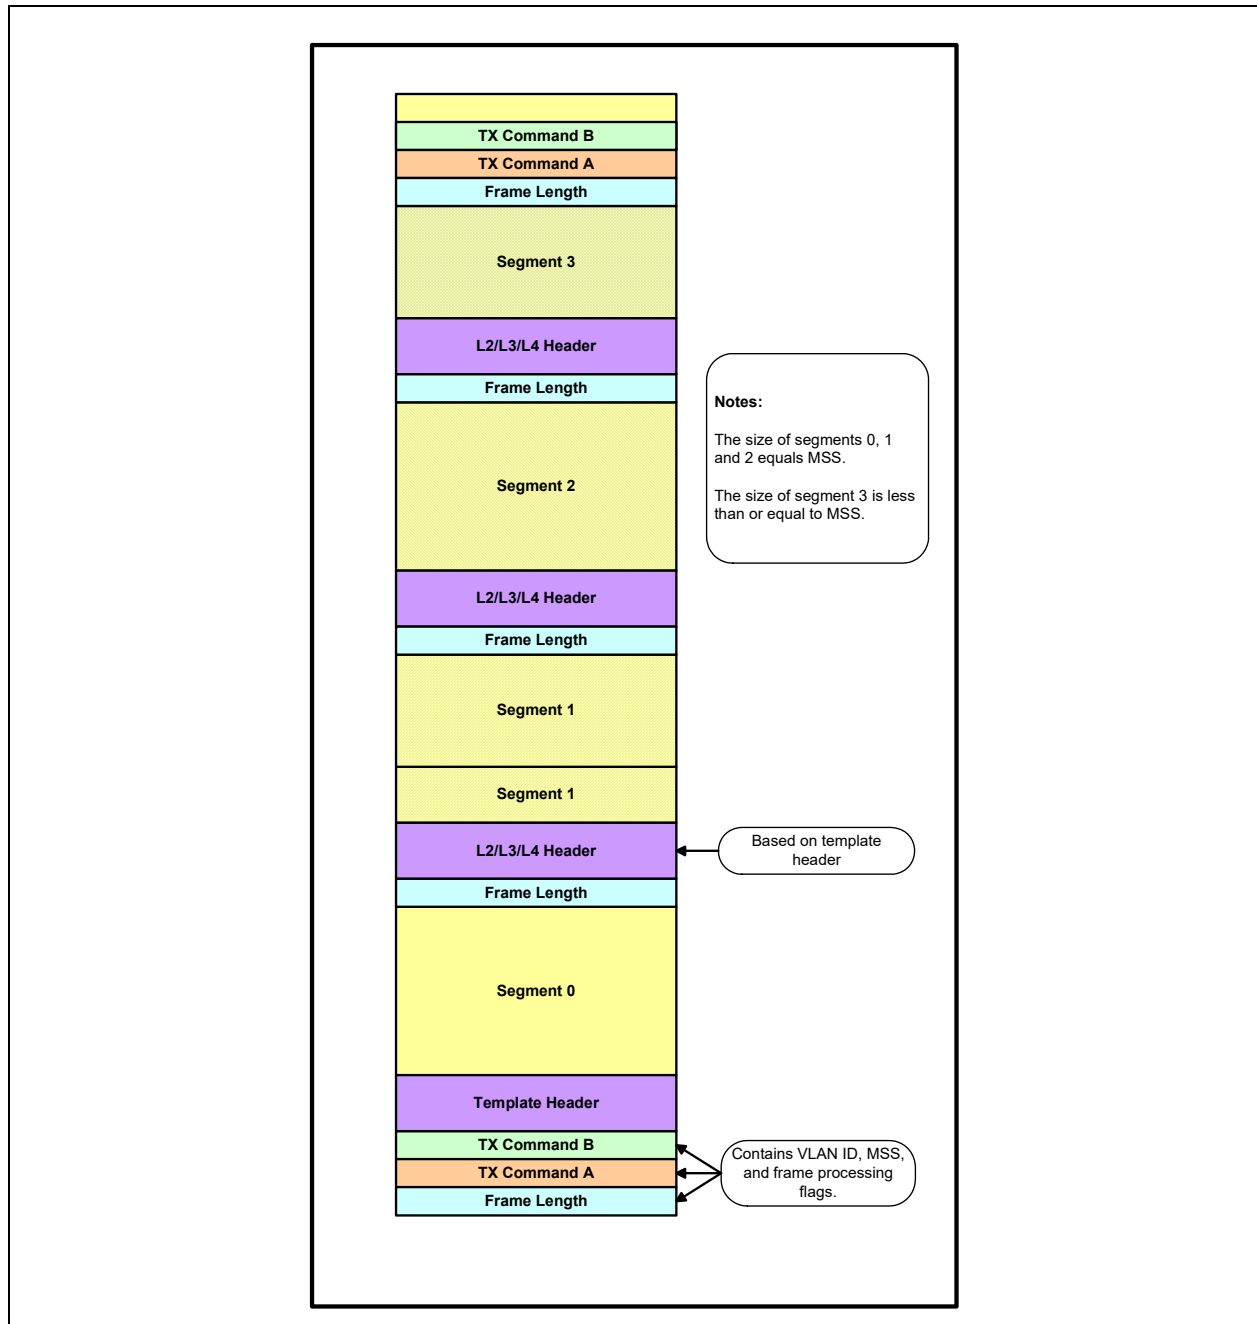 TX Command B
TX Command A
Frame Length
Segment 3
L2/L3/L4 Header
Frame Length
Segment 2
L2/L3/L4 Header
Frame Length
Segment 1
Segment 1
L2/L3/L4 Header
Frame Length
Segment 0
Template Header
TX Command B
TX Command A
Frame Length
Notes:
The size of segments 0, 1
and 2 equals MSS.
The size of segment 3 is less
than or equal to MSS.
Based on template
header
Contains VLAN ID, MSS,
and frame processing
flags.